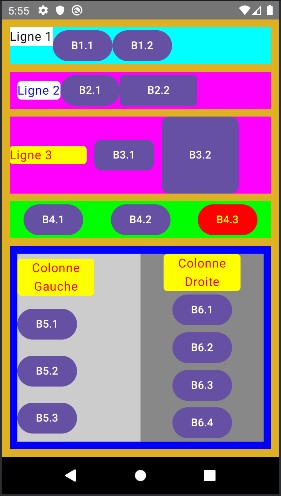 5:55
Ligne 1 B1.1 B1.2
Ligne 2 B2.1 B2.2
Ligne 3 B3.1 B3.2
B4.1 B4.2 B4.3
Colonne
Gauche
B5.1
B5.2
B5.3
Colonne
Droite
B6.1
B6.2
B6.3
B6.4